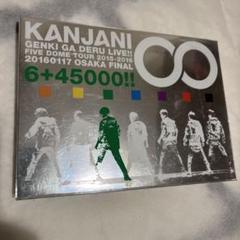 KANJANI
GENKI GA DERU LIVE!!
FIVE DOME TOUR 2015-2016
20160117 OSAKA FINAL
6+45000!!